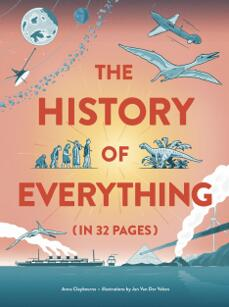 THE
HISTORY
OF
EVERYTHING
(IN 32 PAGES)
Anna Claybourne • illustrations by Jan Van Der Veken